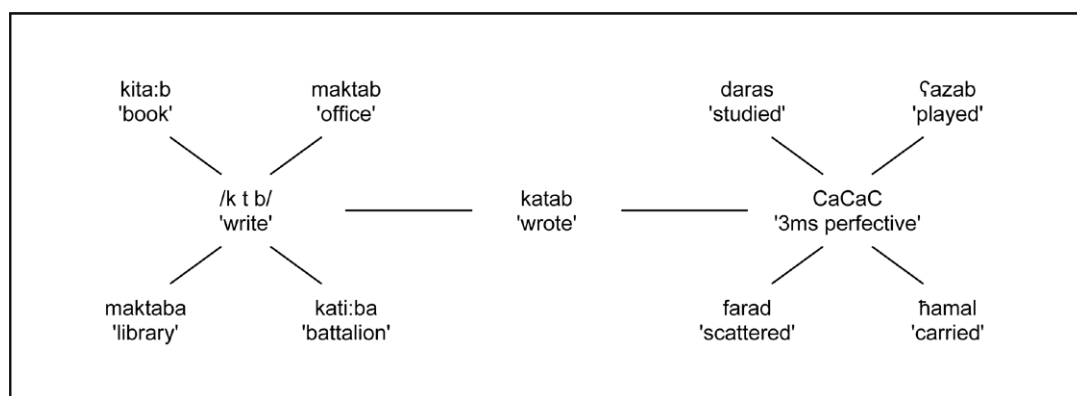 kita:b
'book'
maktab
'office'
daras
'studied'
ʕazab
'played'
/k t b/
'write'
katab
'wrote'
CaCaC
'3ms perfective'
maktaba
'library'
kati:ba
'battalion'
farad
'scattered'
ħamal
'carried'